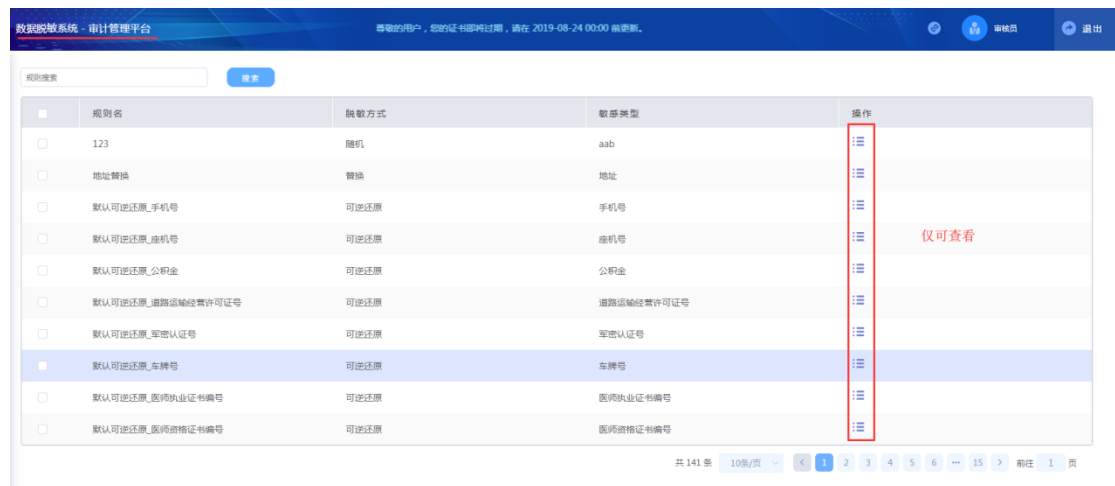 数据脱敏系统 - 审计管理平台
尊敬的用户，您的证书即将过期，请在 2019-08-24 00:00 前更新。
审核员
退出
规则搜索
搜索
规则名 脱敏方式 敏感类型 操作
123 随机 aab
地址替换 替换 地址
默认可逆还原_手机号 可逆还原 手机号
默认可逆还原_座机号 可逆还原 座机号
仅可查看
默认可逆还原_公积金 可逆还原 公积金
默认可逆还原_道路运输经营许可证号 可逆还原 道路运输经营许可证号
默认可逆还原_军密认证号 可逆还原 军密认证号
默认可逆还原_车牌号 可逆还原 车牌号
默认可逆还原_医师执业证书编号 可逆还原 医师执业证书编号
默认可逆还原_医师资格证书编号 可逆还原 医师资格证书编号
共 141 条 10条/页 1 2 3 4 5 6 ··· 15 前往 1 页